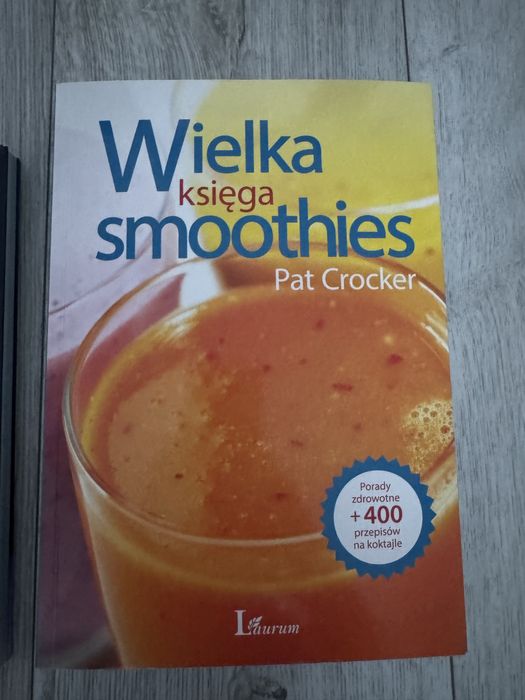 Wielka
księga
smoothies
Pat Crocker
Porady
zdrowotne
+ 400
przepisów
na koktajle
Laurum